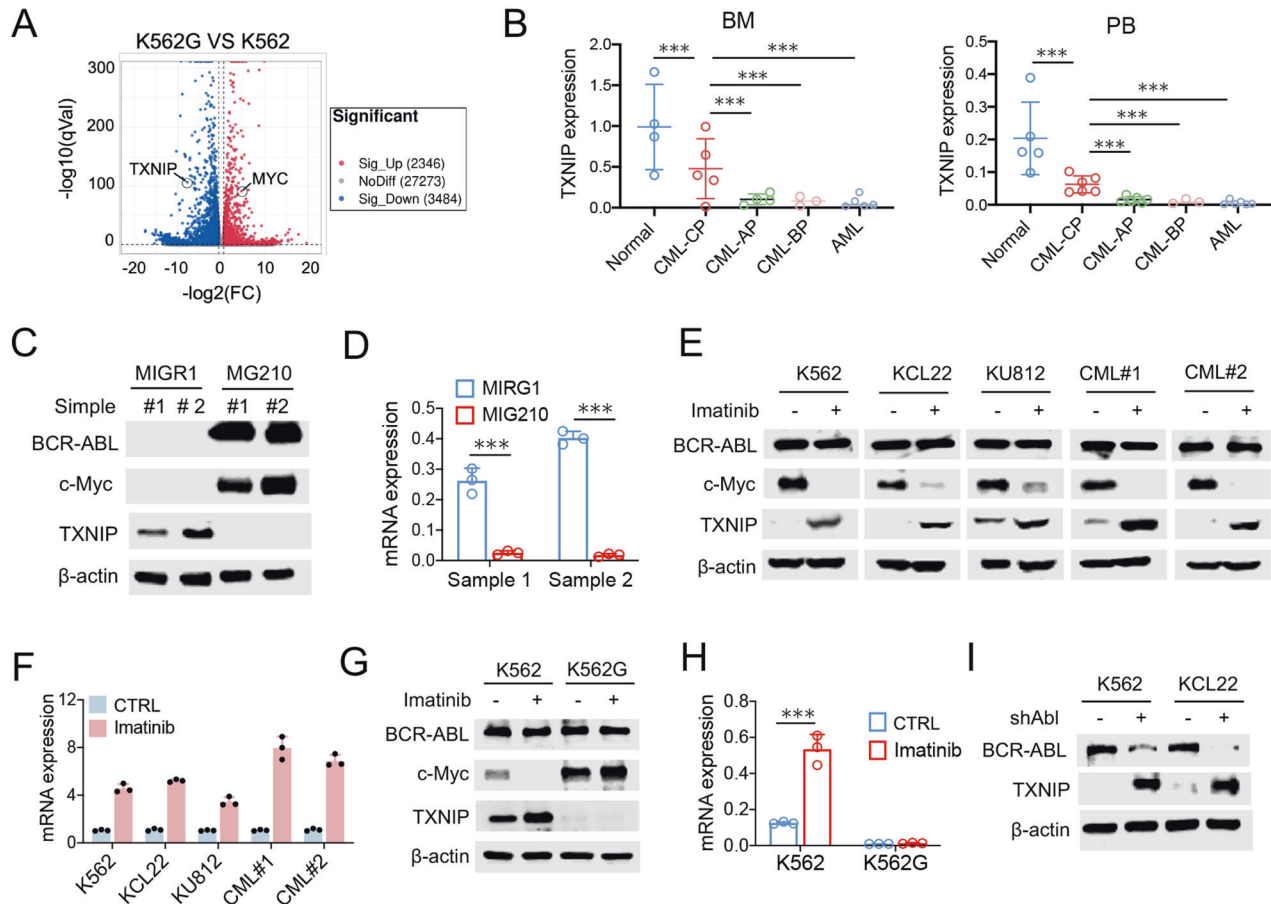 A
K562G VS K562
-log10(qVal)
300
200
100
0
TXNIP
MYC
-20 -10 0 10 20
-log2(FC)
Significant
Sig_Up (2346)
NoDiff (27273)
Sig_Down (3484)
B
BM
TXNIP expression
2.0
1.5
1.0
0.5
0.0
*** ***
***
***
Normal CML-CP CML-AP CML-BP AML
PB
TXNIP expression
0.5
0.4
0.3
0.2
0.1
0.0
***
***
***
***
Normal CML-CP CML-AP CML-BP AML
C
MIGR1 MG210
Simple #1 # 2 #1 #2
BCR-ABL
c-Myc
TXNIP
β-actin
D
MIRG1
MIG210
mRNA expression
0.4
0.3
0.2
0.1
0.0
*** ***
Sample 1 Sample 2
E
K562 KCL22 KU812 CML#1 CML#2
Imatinib - + - + - + - + - +
BCR-ABL
c-Myc
TXNIP
β-actin
F
mRNA expression
12
8
4
0
CTRL
Imatinib
K562 KCL22 KU812 CML#1 CML#2
G
K562 K562G
Imatinib - + - +
BCR-ABL
c-Myc
TXNIP
β-actin
H
mRNA expression
0.8
0.6
0.4
0.2
0.0
***
CTRL
Imatinib
K562 K562G
I
K562 KCL22
shAbl - + - +
BCR-ABL
TXNIP
β-actin